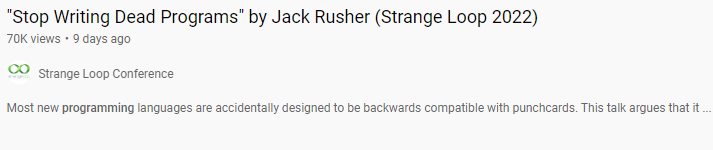 "Stop Writing Dead Programs" by Jack Rusher (Strange Loop 2022)
70K views • 9 days ago
Strange Loop Conference
Most new programming languages are accidentally designed to be backwards compatible with punchcards. This talk argues that it ...